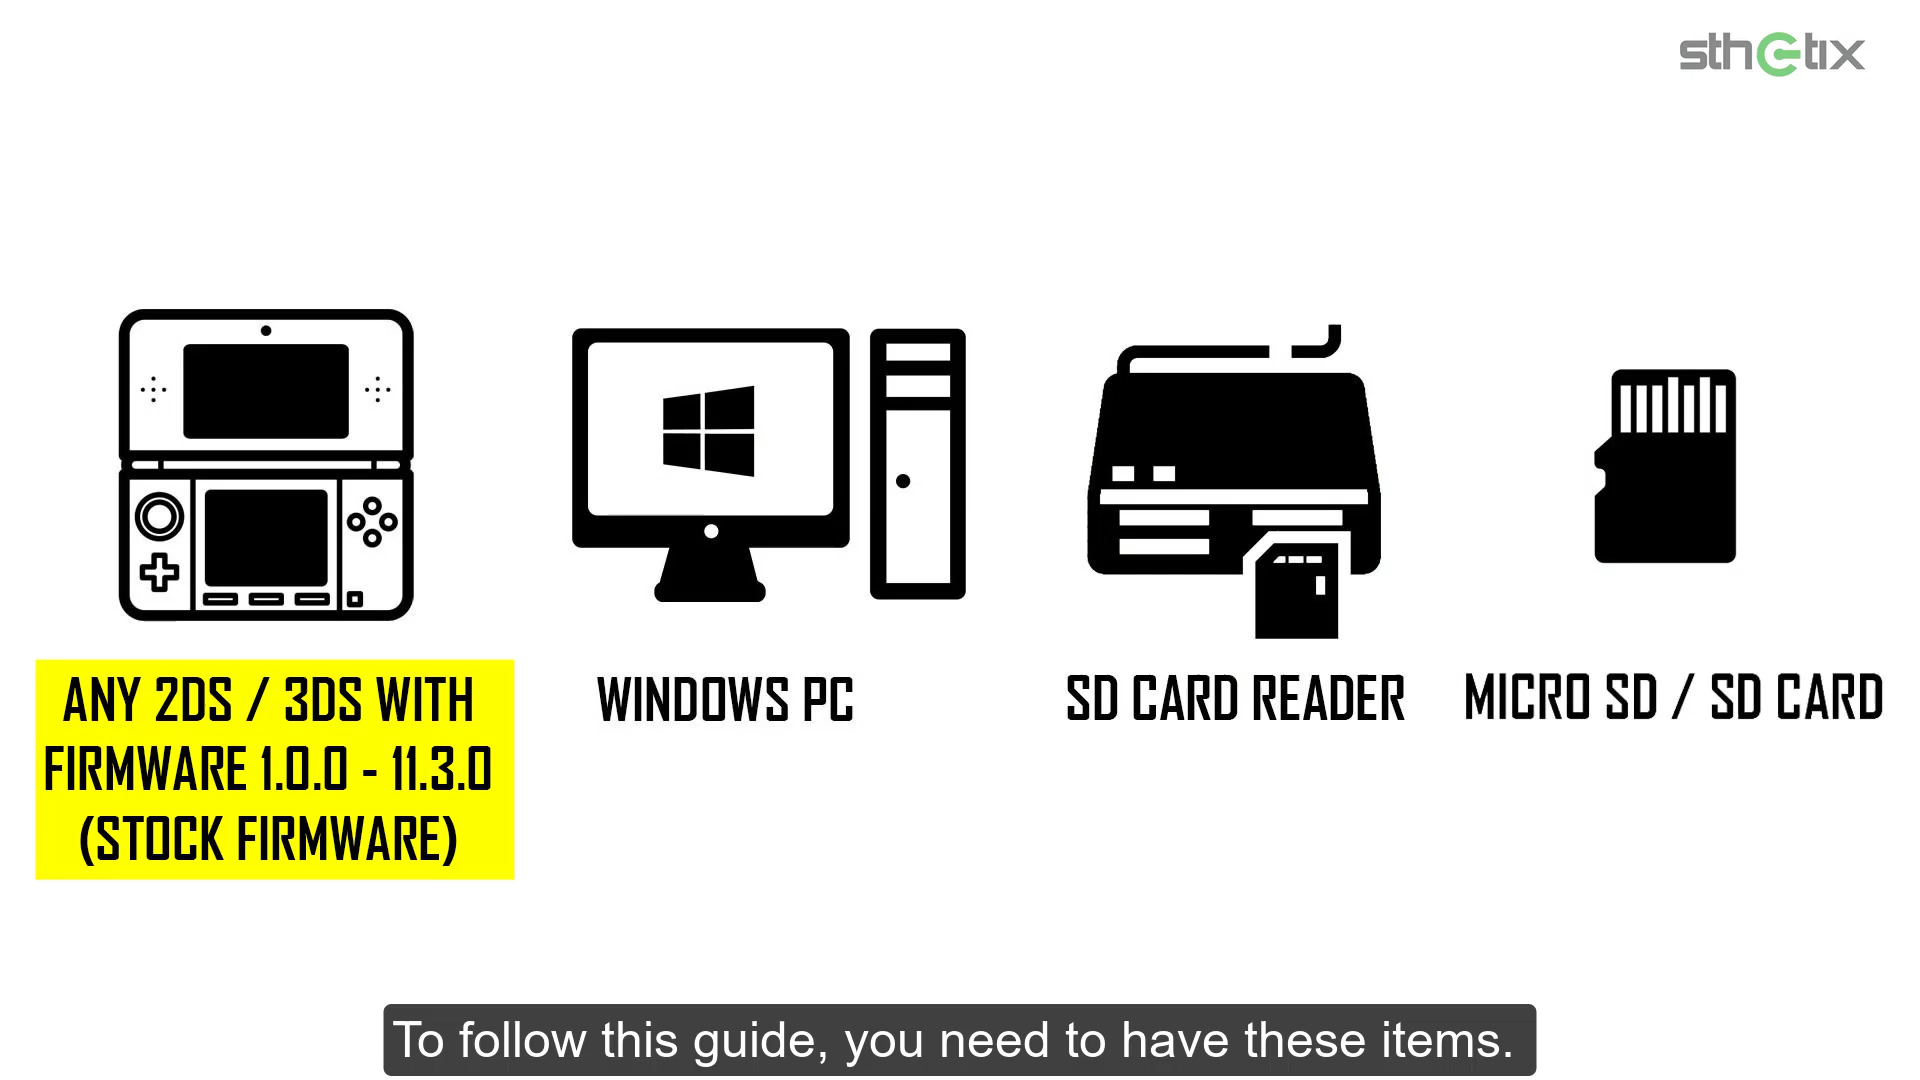 sthetix
ANY 2DS / 3DS WITH
FIRMWARE 1.0.0 - 11.3.0
(STOCK FIRMWARE)
WINDOWS PC
SD CARD READER
MICRO SD / SD CARD
To follow this guide, you need to have these items.